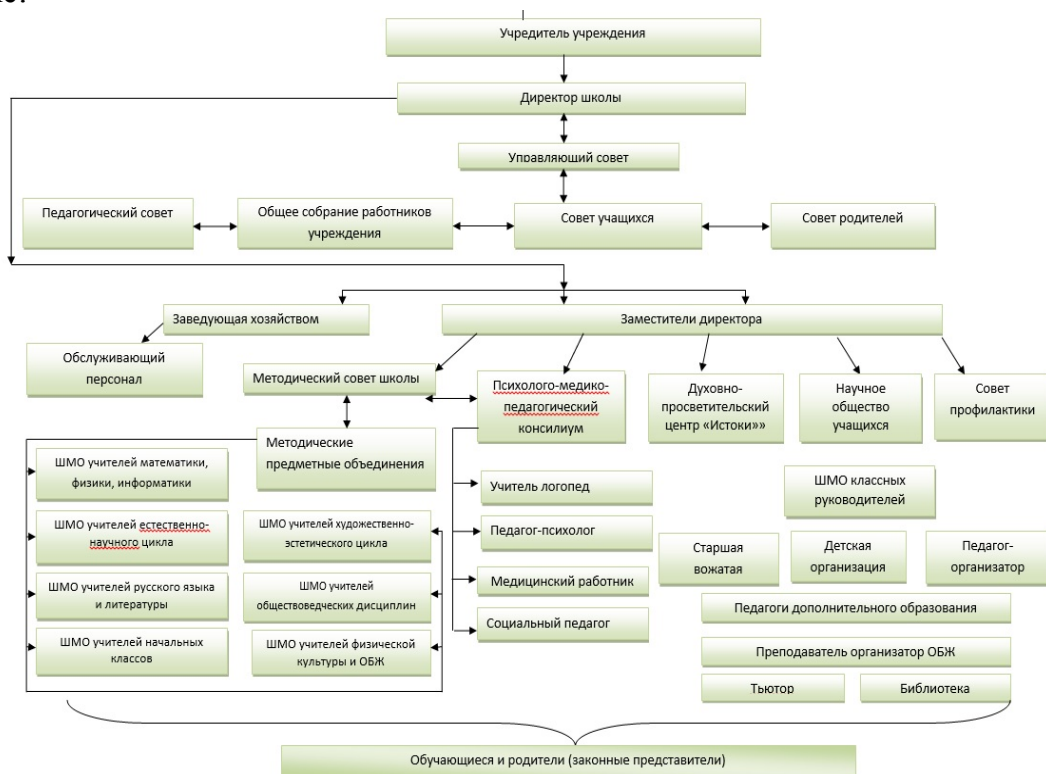 Учредитель учреждения
Директор школы
Управляющий совет
Педагогический совет
Общее собрание работников
учреждения
Совет учащихся
Совет родителей
Заведующая хозяйством
Заместители директора
Обслуживающий
персонал
Методический совет школы
Психолого-медико-
педагогический
консилиум
Духовно-
просветительский
центр «Истоки»»
Научное
общество
учащихся
Совет
профилактики
Методические
предметные объединения
ШМО учителей математики,
физики, информатики
ШМО учителей естественно-
научного цикла
ШМО учителей русского языка
и литературы
ШМО учителей начальных
классов
ШМО учителей художественно-
эстетического цикла
ШМО учителей
обществоведческих дисциплин
ШМО учителей физической
культуры и ОБЖ
Учитель логопед
Педагог-психолог
Медицинский работник
Социальный педагог
ШМО классных
руководителей
Старшая
вожатая
Детская
организация
Педагог-
организатор
Педагоги дополнительного образования
Преподаватель организатор ОБЖ
Тьютор
Библиотека
Обучающиеся и родители (законные представители)